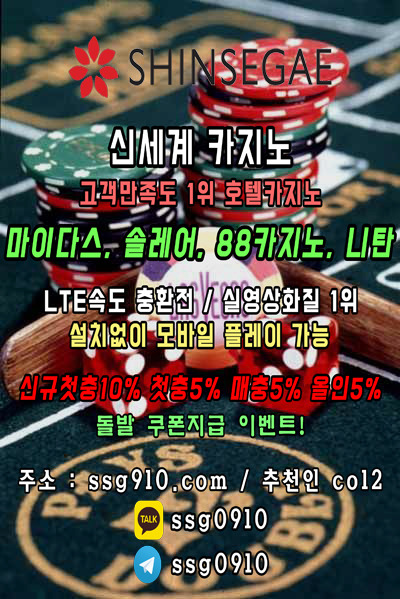 SHINSEGAE
신세계 카지노
고객만족도 1위 호텔카지노
마이다스, 솔레어, 88카지노, 니탄
LTE속도 충환전 / 실영상화질 1위
설치없이 모바일 플레이 가능
신규첫충10% 첫충5% 매충5% 올인5%
돌발 쿠폰지급 이벤트!
주소 : ssg910.com / 추천인 col2
TALK ssg0910
ssg0910